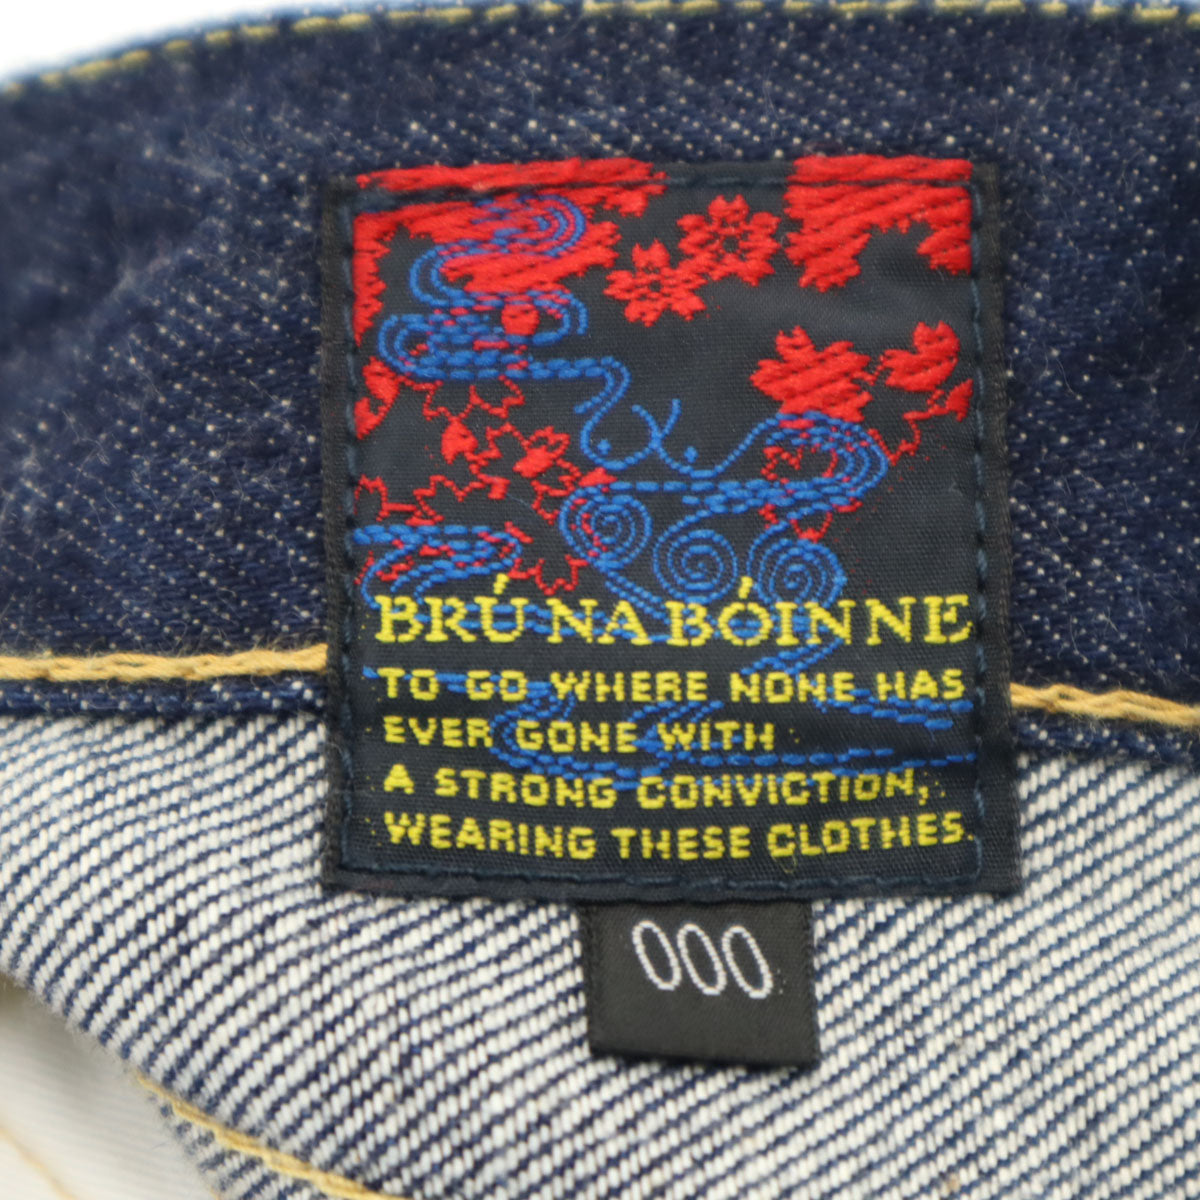 BRÚ NA BÓINNE
TO GO WHERE NONE HAS
EVER GONE WITH
A STRONG CONVICTION,
WEARING THESE CLOTHES.
000